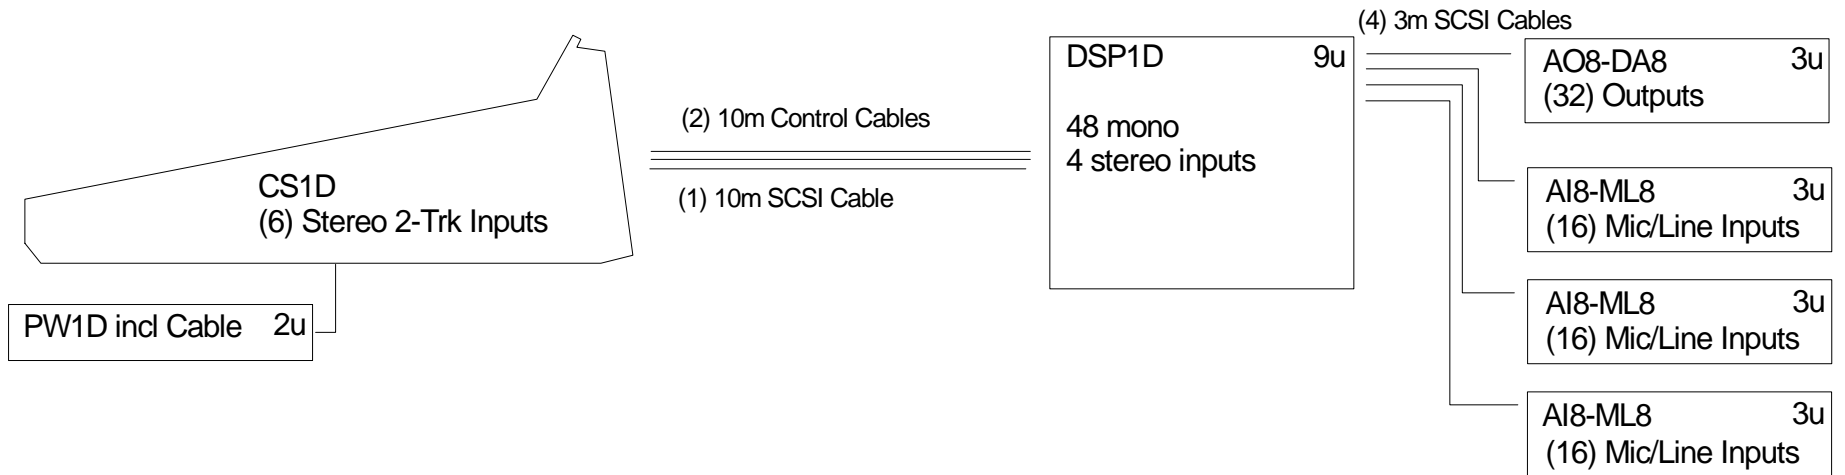 (4) 3m SCSI Cables
DSP1D 9u
48 mono
4 stereo inputs
AO8-DA8 3u
(32) Outputs
(2) 10m Control Cables
(1) 10m SCSI Cable
CS1D
(6) Stereo 2-Trk Inputs
PW1D incl Cable 2u
AI8-ML8 3u
(16) Mic/Line Inputs
AI8-ML8 3u
(16) Mic/Line Inputs
AI8-ML8 3u
(16) Mic/Line Inputs